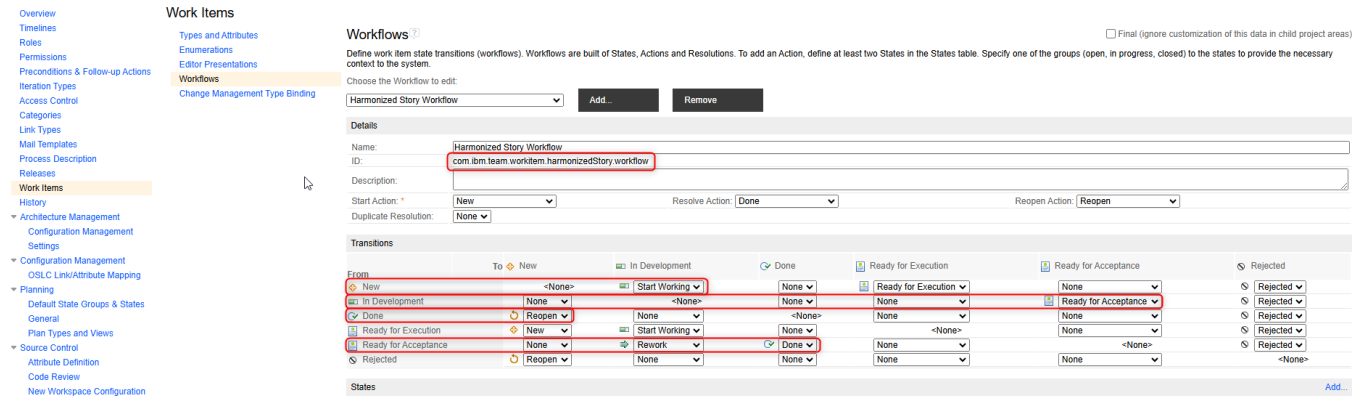 Overview
Timelines
Roles
Permissions
Preconditions & Follow-up Actions
Iteration Types
Access Control
Categories
Link Types
Mail Templates
Process Description
Releases
Work Items
History
Architecture Management
Configuration Management
Settings
Configuration Management
OSLC Link/Attribute Mapping
Planning
Default State Groups & States
General
Plan Types and Views
Source Control
Attribute Definition
Code Review
New Workspace Configuration
Work Items
Types and Attributes
Enumerations
Editor Presentations
Workflows
Change Management Type Binding
Workflows ?
Final (ignore customization of this data in child project areas)
Define work item state transitions (workflows). Workflows are built of States, Actions and Resolutions. To add an Action, define at least two States in the States table. Specify one of the groups (open, in progress, closed) to the states to provide the necessary
context to the system.
Choose the Workflow to edit:
Harmonized Story Workflow Add... Remove
Details
Name: Harmonized Story Workflow
ID: com.ibm.team.workitem.harmonizedStory.workflow
Description:
Start Action: * New Resolve Action: Done Reopen Action: Reopen
Duplicate Resolution: None
Transitions
To New In Development Done Ready for Execution Ready for Acceptance Rejected
From
New <None> Start Working None Ready for Execution None Rejected
In Development None <None> None None Ready for Acceptance Rejected
Done Reopen None <None> None None Rejected
Ready for Execution New Start Working None <None> None Rejected
Ready for Acceptance None Rework Done None <None> Rejected
Rejected Reopen None None None None <None>
States Add...